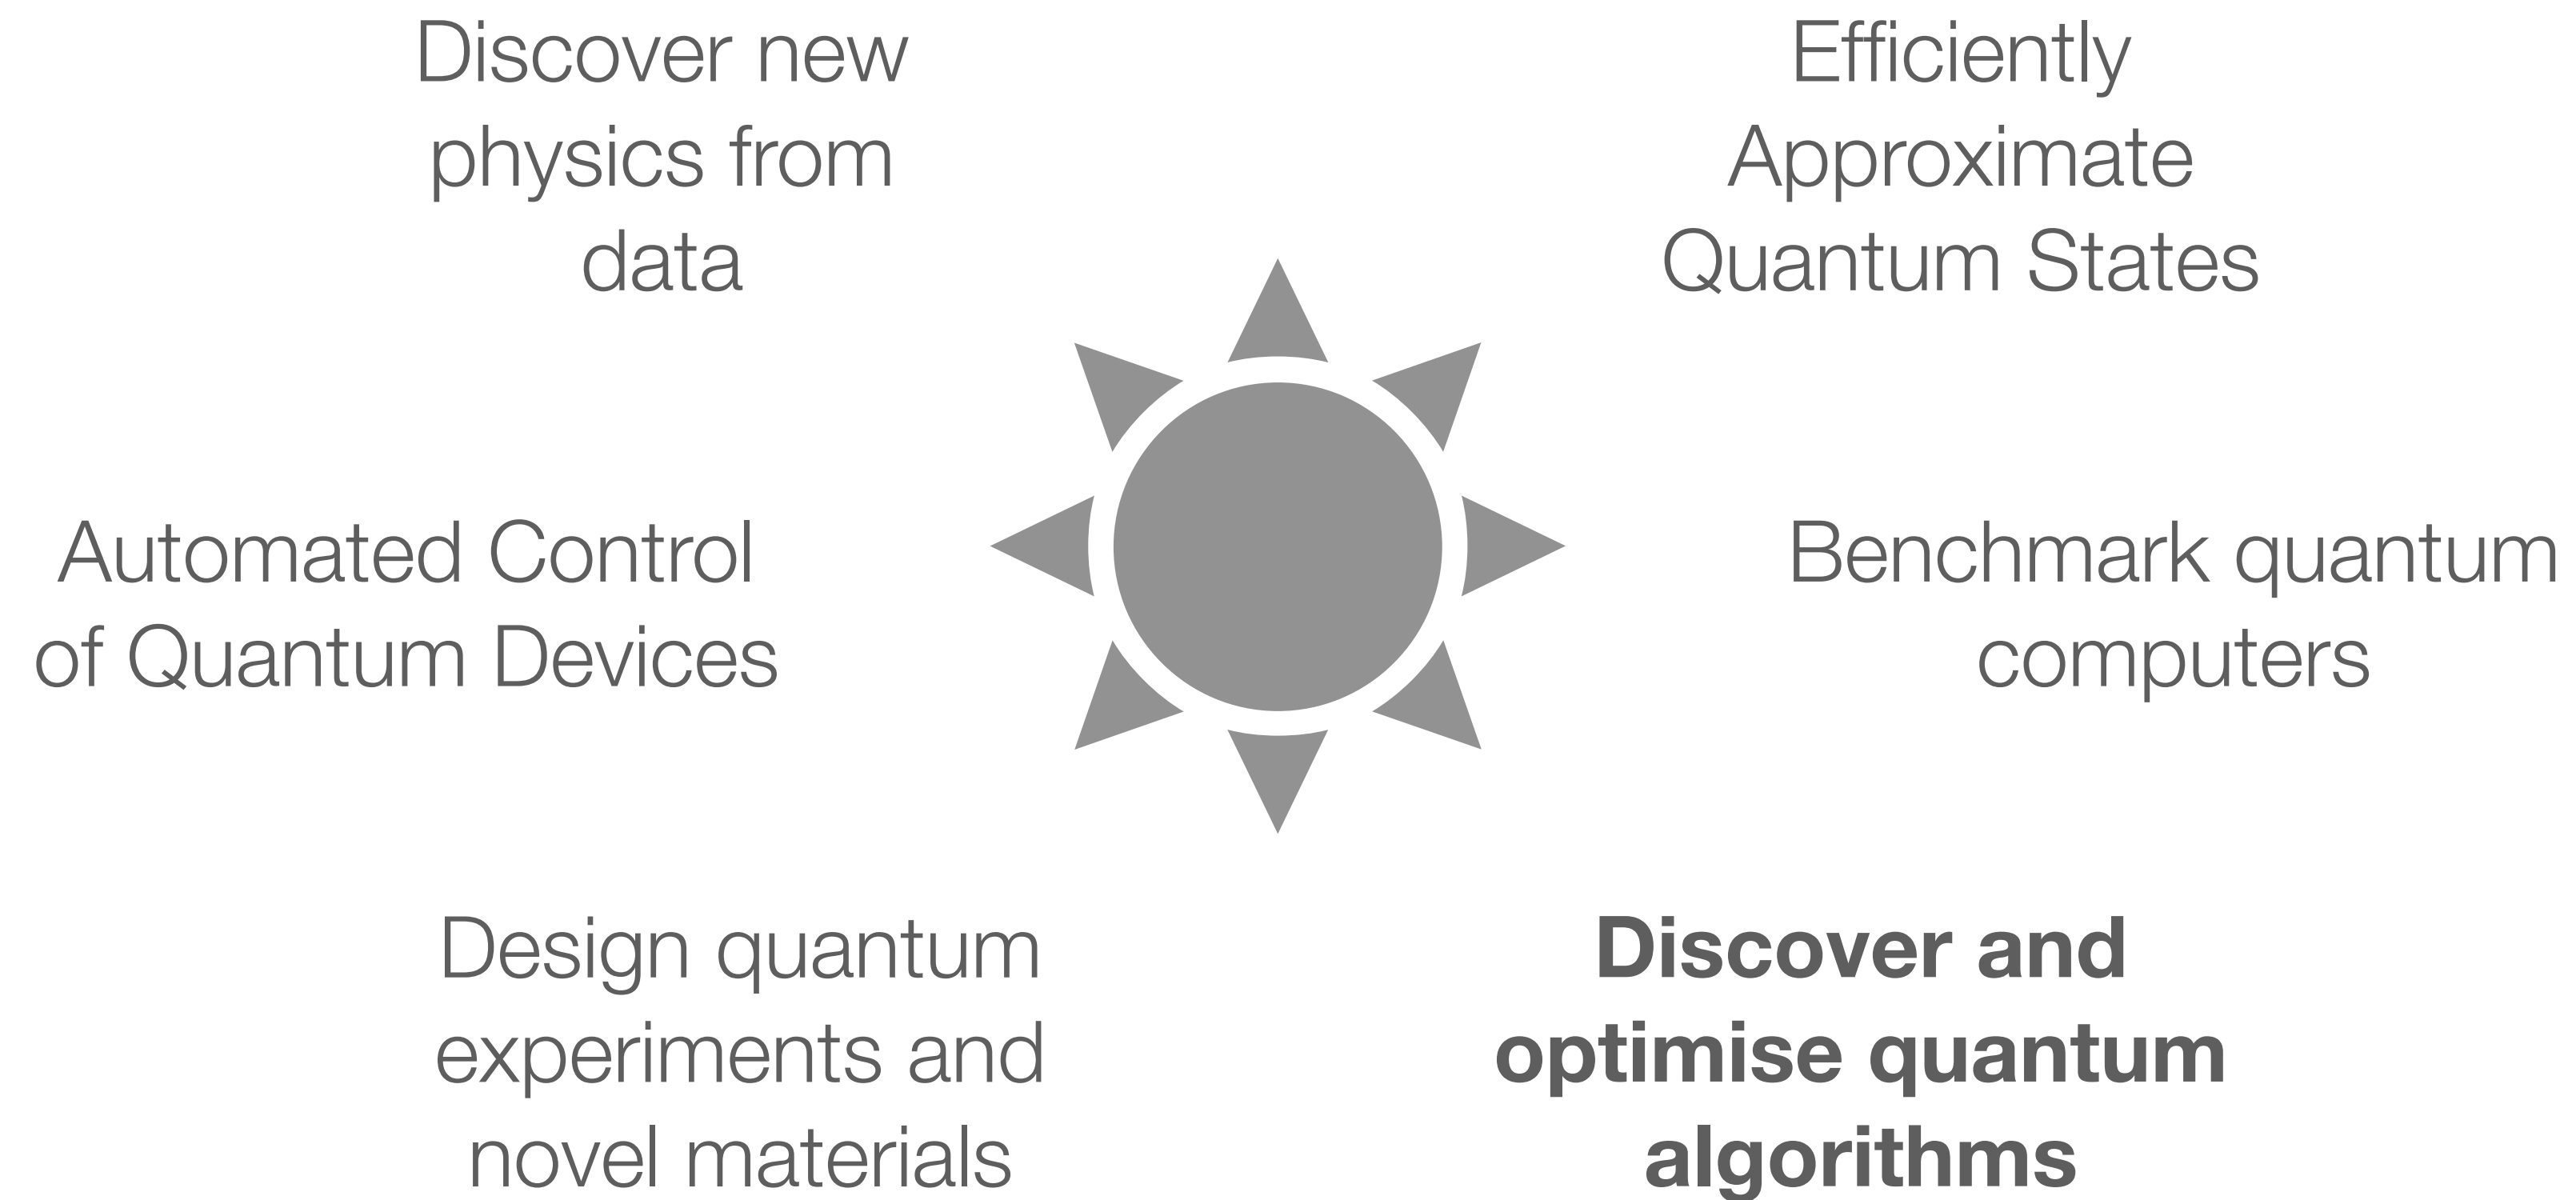 Discover new
physics from
data
Efficiently
Approximate
Quantum States
Automated Control
of Quantum Devices
Benchmark quantum
computers
Design quantum
experiments and
novel materials
Discover and
optimise quantum
algorithms